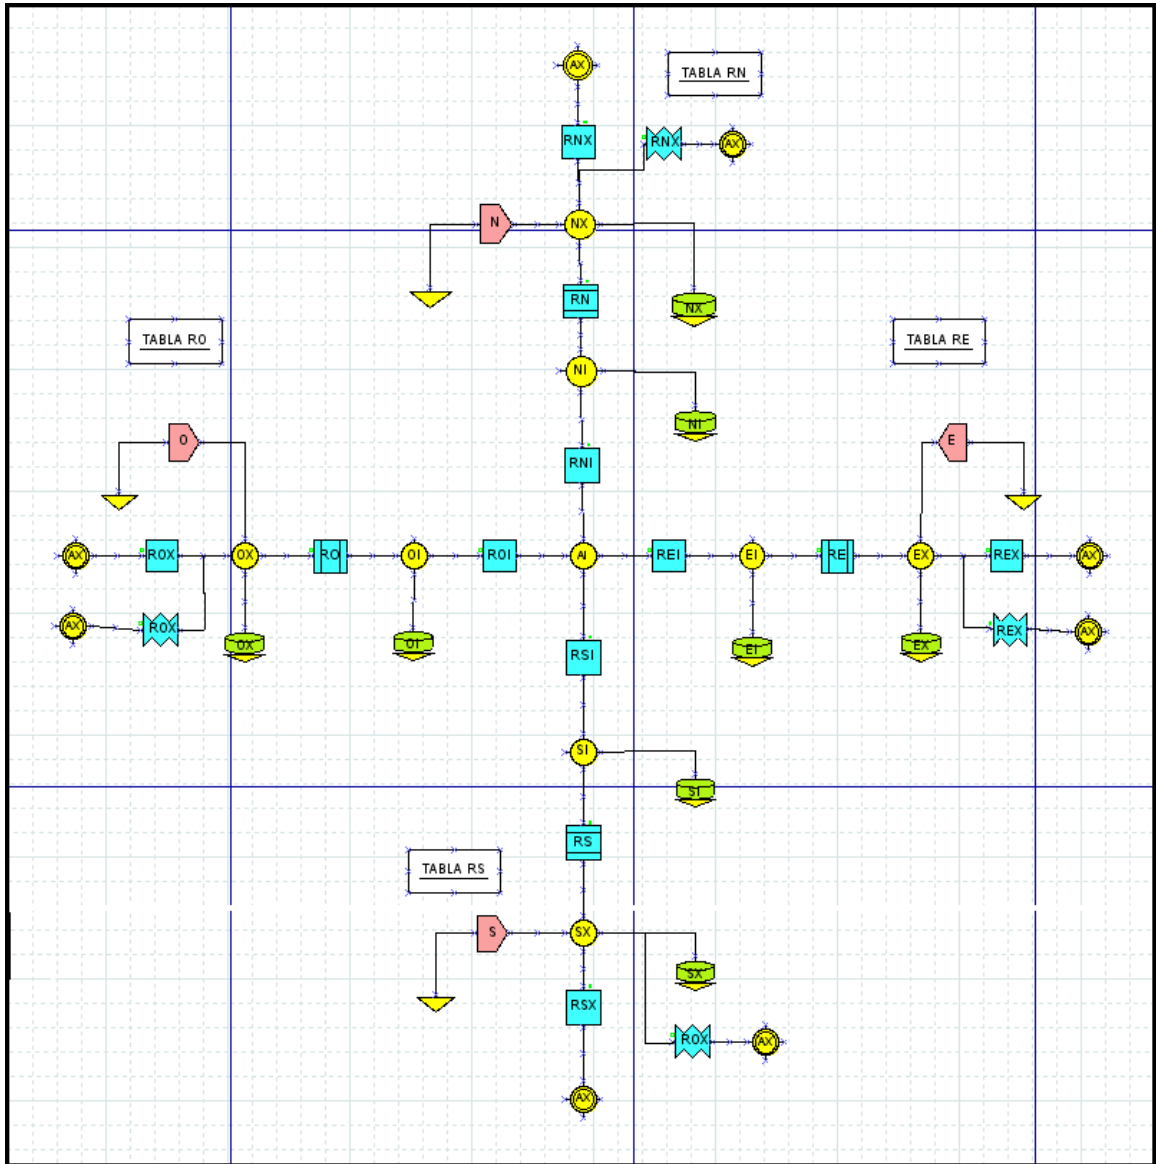 AX
TABLA RN
RNX
RNX
AX
N
NX
RN
NX
TABLA RO
TABLA RE
NI
NI
O
E
RNI
AX
ROX
OX
RO
OI
ROI
AI
REI
EI
RE
EX
REX
AX
AX
ROX
OX
OI
EI
EX
REX
AX
RSI
SI
SI
RS
TABLA RS
S
SX
SX
RSX
ROX
AX
AX